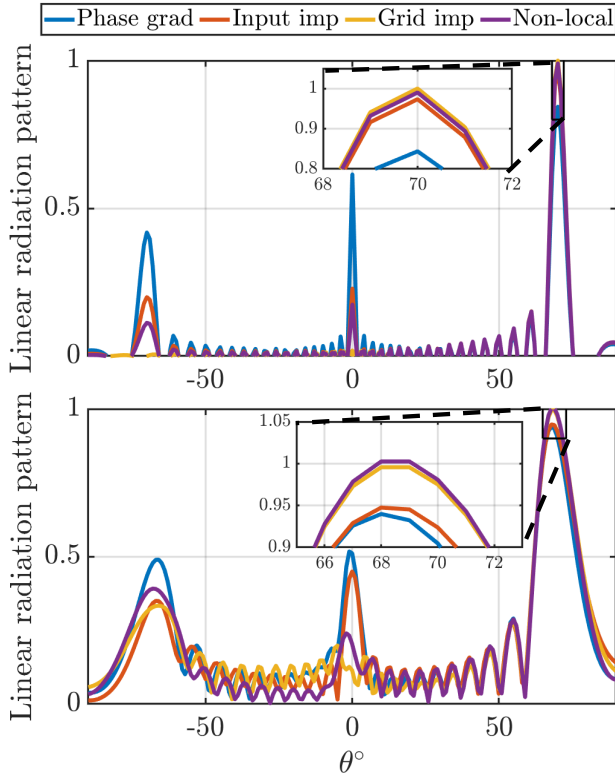 Phase grad Input imp Grid imp Non-local
Linear radiation pattern
1
0.5
0
-50 0 50
1
0.9
0.8
68 70 72
Linear radiation pattern
1
0.5
0
-50 0 50
1.05
1
0.95
0.9
66 68 70 72
θ°